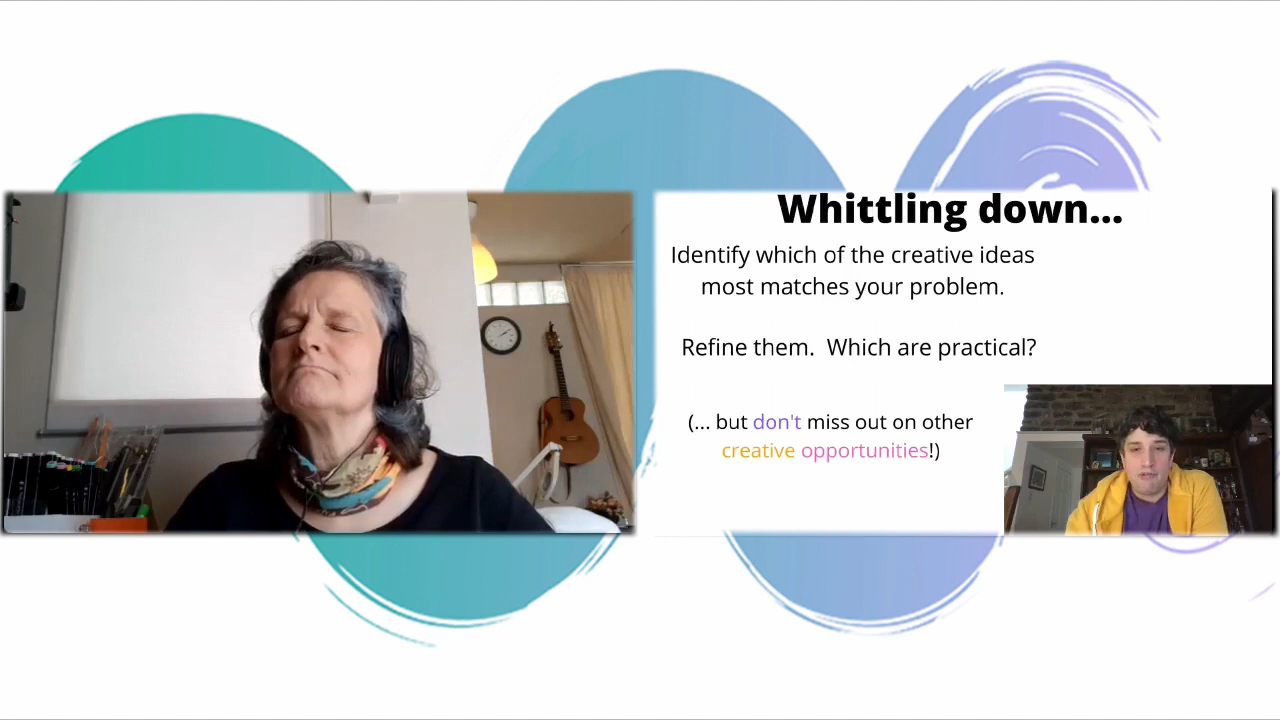 Whittling down...
Identify which of the creative ideas
most matches your problem.
Refine them.  Which are practical?
(... but don't miss out on other
creative opportunities!)